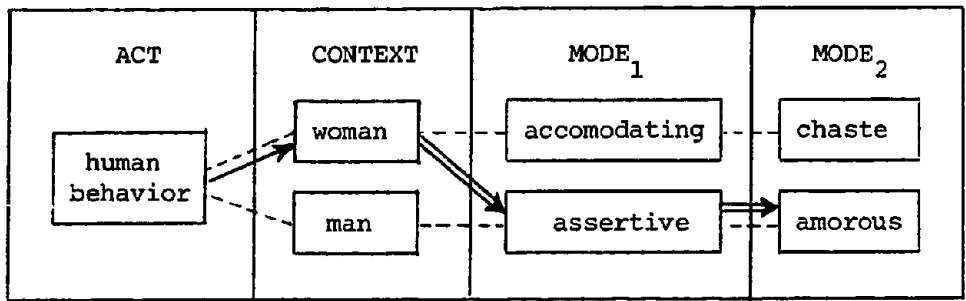 ACT CONTEXT MODE1 MODE2
woman accomodating chaste
human
behavior
man assertive amorous